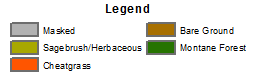 Legend
Masked
Bare Ground
Sagebrush/Herbaceous
Montane Forest
Cheatgrass